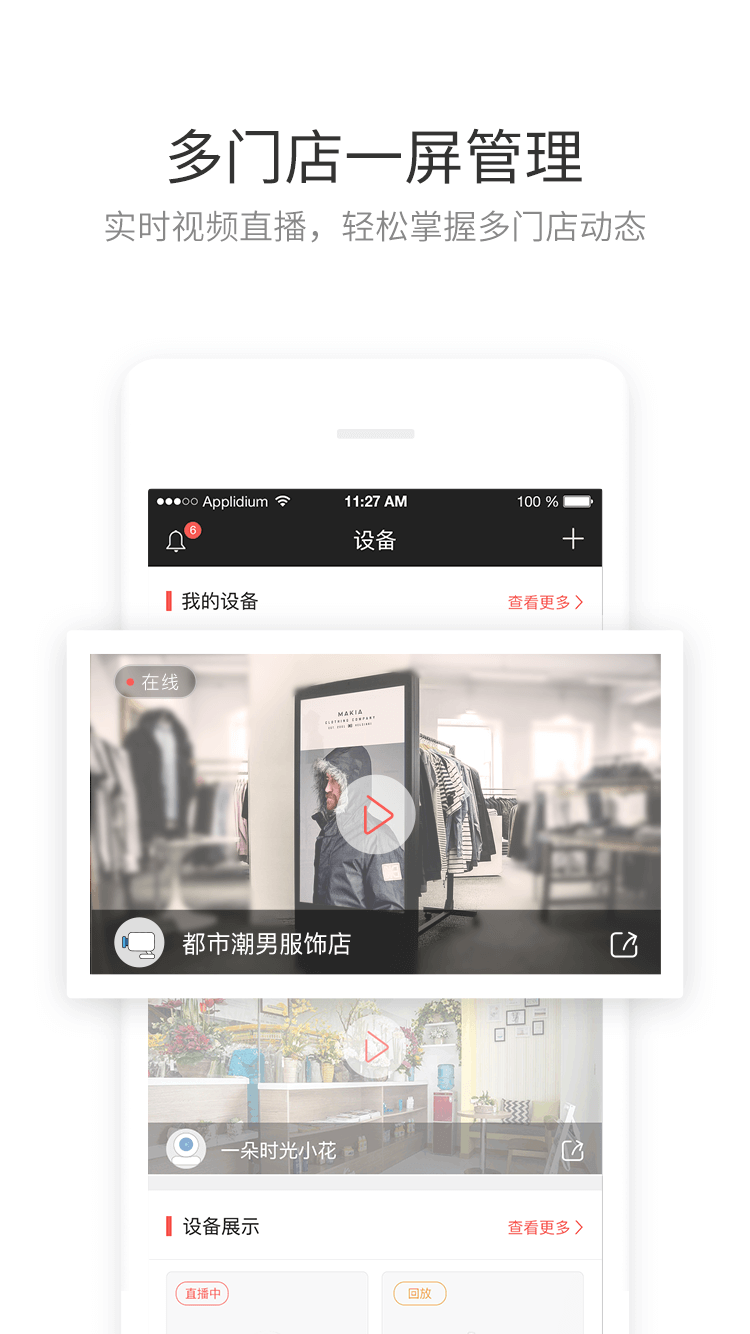 多门店一屏管理
实时视频直播，轻松掌握多门店动态
Applidium 11:27 AM 100 %
6
设备
我的设备 查看更多
在线
MAKIA
CLOTHING COMPANY
都市潮男服饰店
一朵时光小花
设备展示 查看更多
直播中 回放